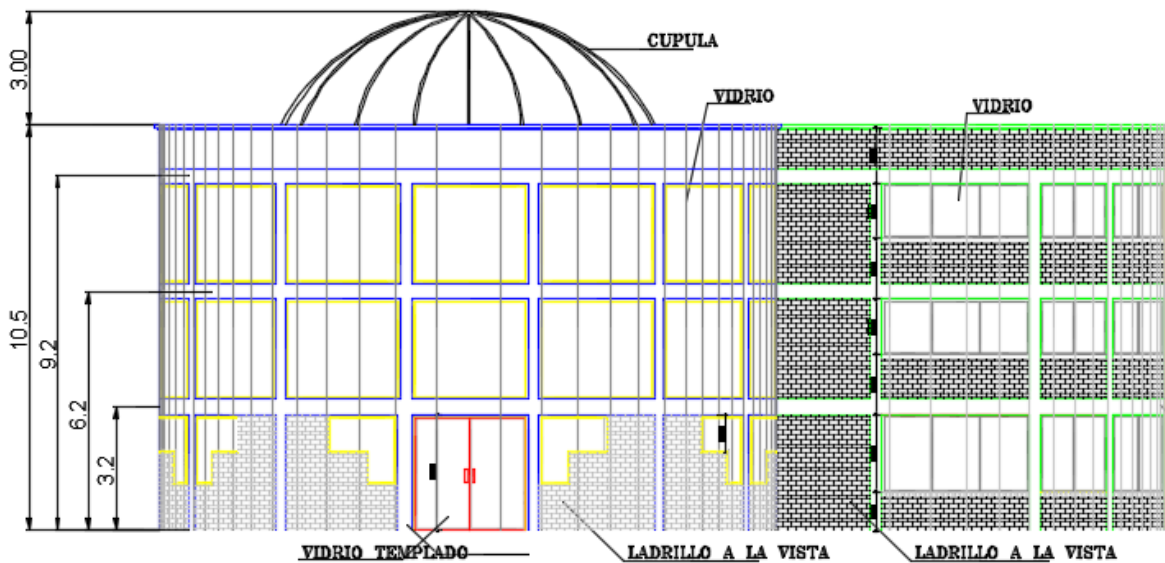 3.00
CUPULA
VIDRIO
VIDRIO
10.5
9.2
6.2
3.2
VIDRIO TEMPLADO
LADRILLO A LA VISTA
LADRILLO A LA VISTA